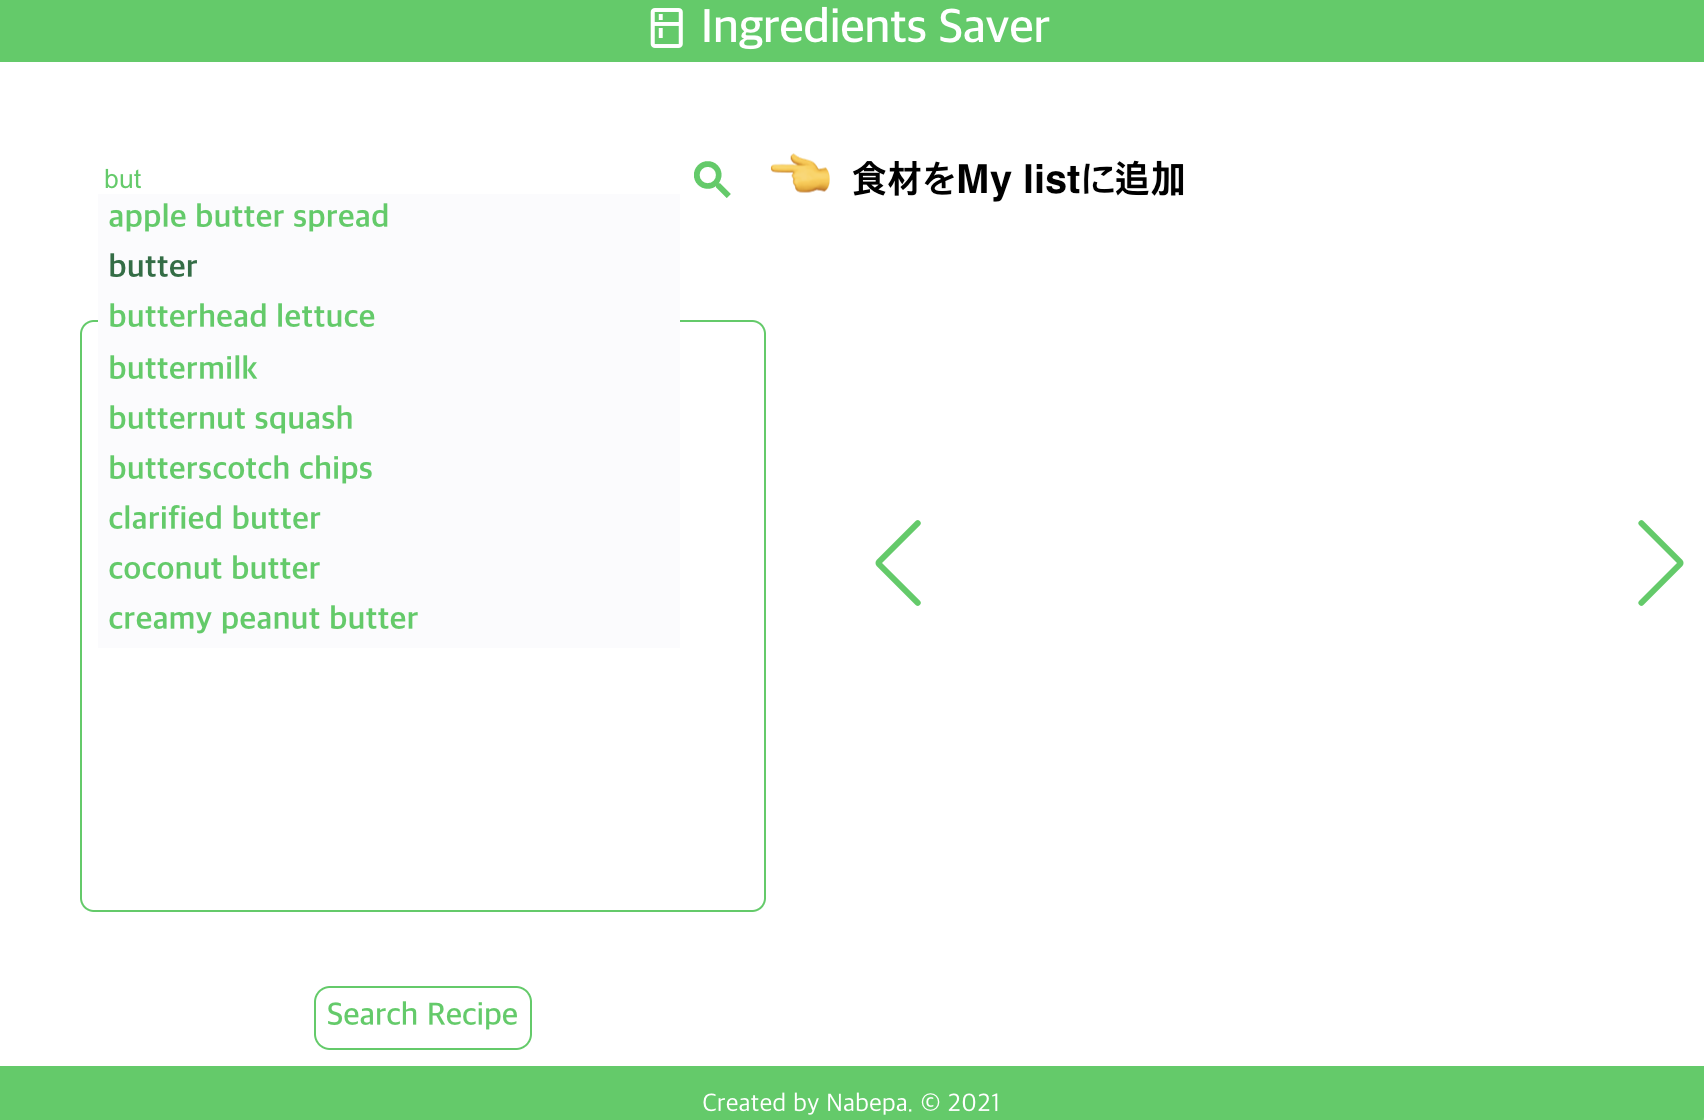 Ingredients Saver
but
食材をMy listに追加
apple butter spread
butter
butterhead lettuce
buttermilk
butternut squash
butterscotch chips
clarified butter
coconut butter
creamy peanut butter
Search Recipe
Created by Nabepa. © 2021